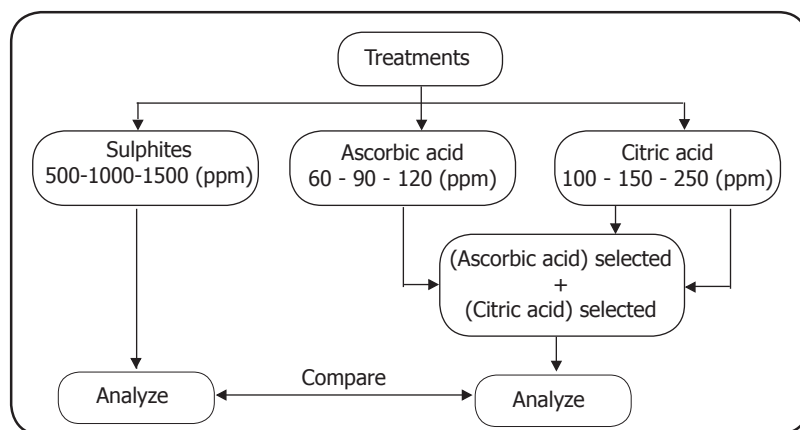 Treatments
Sulphites
500-1000-1500 (ppm)
Ascorbic acid
60 - 90 - 120 (ppm)
Citric acid
100 - 150 - 250 (ppm)
(Ascorbic acid) selected
+
(Citric acid) selected
Analyze
Compare
Analyze